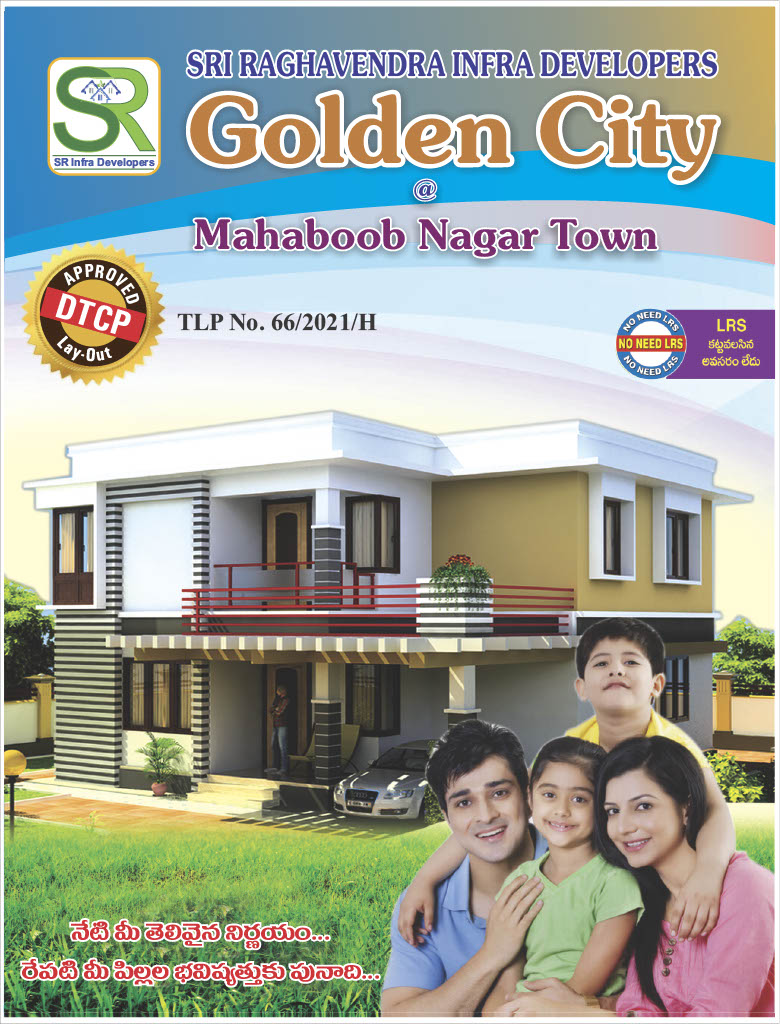 SRI RAGHAVENDRA INFRA DEVELOPERS
SR
SR Infra Developers
Golden City
@
Mahaboob Nagar Town
APPROVED
DTCP
Lay-Out
TLP No. 66/2021/H
NO NEED LRS
NO NEED LRS
NO NEED LRS
LRS
కట్టవలసిన
అవసరం లేదు
నేటి మీ తెలివైన నిర్ణయం...
రేపటి మీ పిల్లల భవిష్యత్తుకు పునాది...